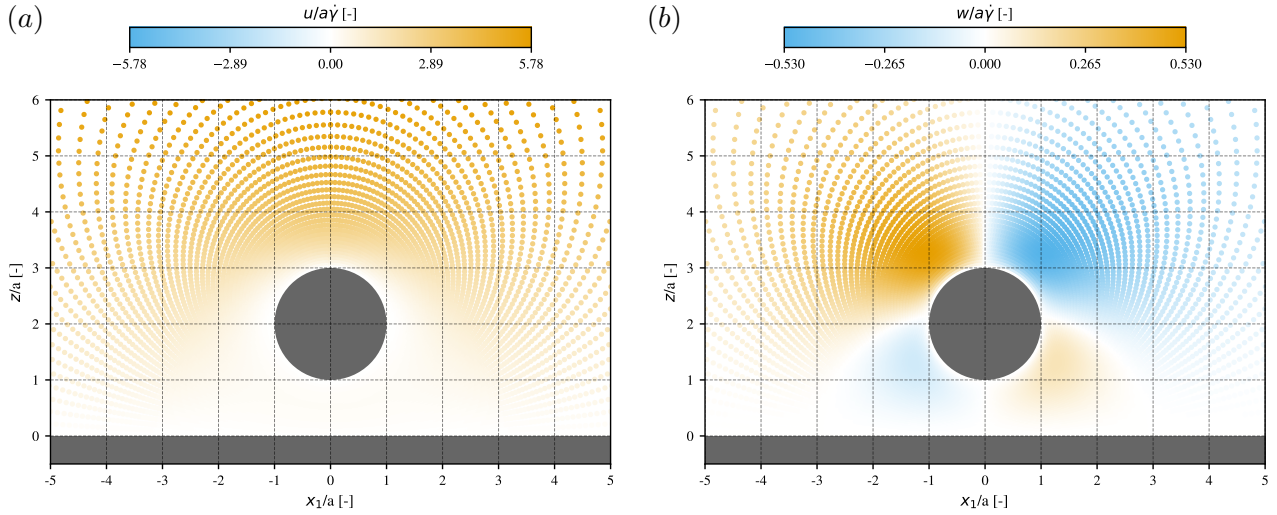 (a)
u/aγ̇ [-]
−5.78 −2.89 0.00 2.89 5.78
6
5
4
3
2
1
0
z/a [-]
-5 -4 -3 -2 -1 0 1 2 3 4 5
x₁/a [-]
(b)
w/aγ̇ [-]
−0.530 −0.265 0.000 0.265 0.530
6
5
4
3
2
1
0
z/a [-]
-5 -4 -3 -2 -1 0 1 2 3 4 5
x₁/a [-]